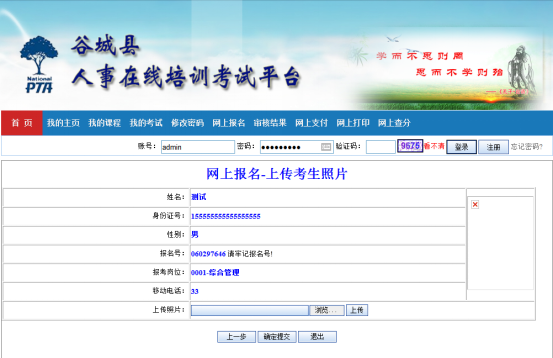 谷城县
人事在线培训考试平台
National
PTA
学而不思则罔
思而不学则殆
首 页 我的主页 我的课程 我的考试 修改密码 网上报名 审核结果 网上支付 网上打印 网上查分
账号: admin 密码: ●●●●●●●●● 验证码: 9675 看不清 登录 注册 忘记密码?
网上报名-上传考生照片
姓名: 测试
身份证号: 155555555555555555
性别: 男
报名号: 060297646 请牢记报名号!
报考岗位: 0001-综合管理
移动电话: 33
上传照片: 浏览... 上传
上一步 确定提交 退出